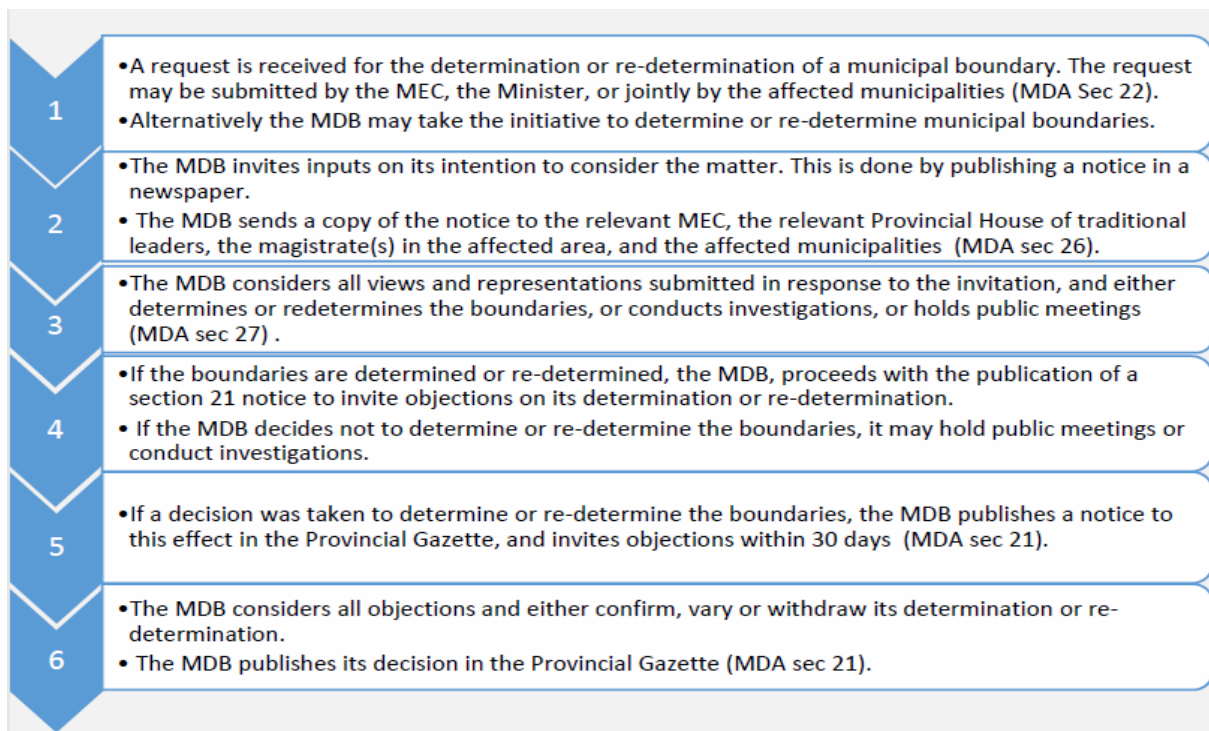 1
•A request is received for the determination or re-determination of a municipal boundary. The request
may be submitted by the MEC, the Minister, or jointly by the affected municipalities (MDA Sec 22).
•Alternatively the MDB may take the initiative to determine or re-determine municipal boundaries.
2
•The MDB invites inputs on its intention to consider the matter. This is done by publishing a notice in a
newspaper.
• The MDB sends a copy of the notice to the relevant MEC, the relevant Provincial House of traditional
leaders, the magistrate(s) in the affected area, and the affected municipalities (MDA sec 26).
3
•The MDB considers all views and representations submitted in response to the invitation, and either
determines or redetermines the boundaries, or conducts investigations, or holds public meetings
(MDA sec 27) .
4
•If the boundaries are determined or re-determined, the MDB, proceeds with the publication of a
section 21 notice to invite objections on its determination or re-determination.
• If the MDB decides not to determine or re-determine the boundaries, it may hold public meetings or
conduct investigations.
5
•If a decision was taken to determine or re-determine the boundaries, the MDB publishes a notice to
this effect in the Provincial Gazette, and invites objections within 30 days (MDA sec 21).
6
•The MDB considers all objections and either confirm, vary or withdraw its determination or re-
determination.
• The MDB publishes its decision in the Provincial Gazette (MDA sec 21).